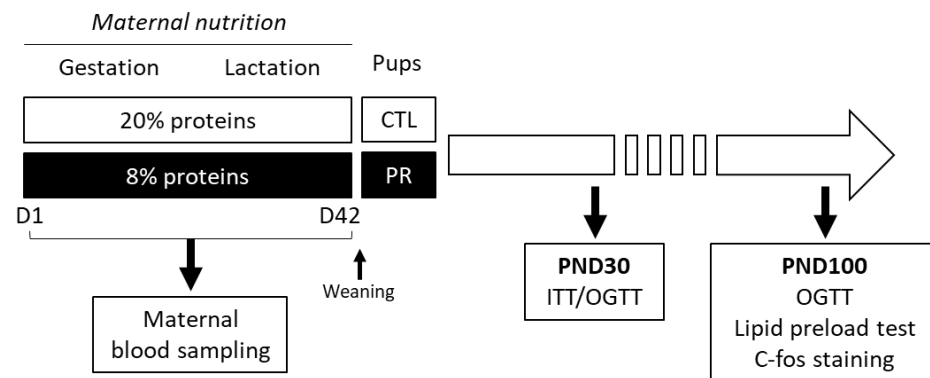 Maternal nutrition
Gestation Lactation Pups
20% proteins CTL
8% proteins PR
D1 D42
Weaning
Maternal
blood sampling
PND30
ITT/OGTT
PND100
OGTT
Lipid preload test
C-fos staining